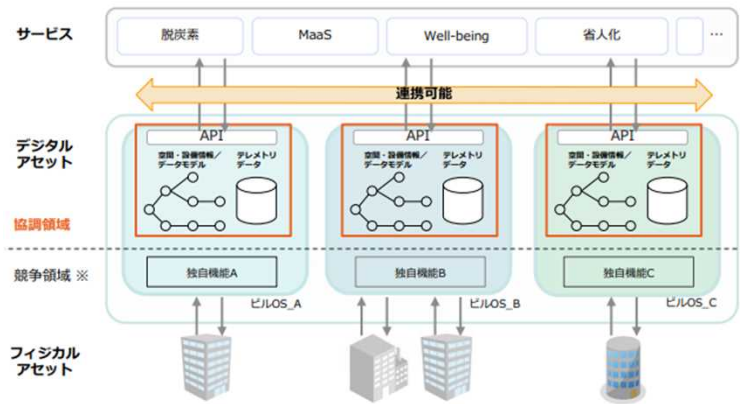 サービス
脱炭素
MaaS
Well-being
省人化
…
連携可能
デジタル
アセット
API
空間・設備情報/
データモデル
テレメトリ
データ
API
空間・設備情報/
データモデル
テレメトリ
データ
API
空間・設備情報/
データモデル
テレメトリ
データ
協調領域
競争領域 ※
独自機能A
独自機能B
独自機能C
ビルOS_A
ビルOS_B
ビルOS_C
フィジカル
アセット